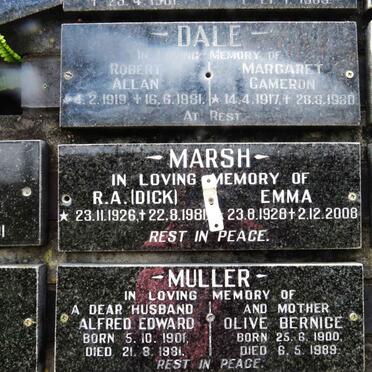 DALE
IN LOVING MEMORY OF
ROBERT MARGARET
ALLAN CAMERON
★ 4.2.1919. + 16.6.1981. ★ 14.4.1917. + 28.8.1980
AT REST.
MARSH
IN LOVING MEMORY OF
R.A. (DICK) EMMA
★ 23.11.1926 + 22.8.1981 23.8.1928 + 2.12.2008
REST IN PEACE.
MULLER
IN LOVING MEMORY OF
A DEAR HUSBAND AND MOTHER
ALFRED EDWARD OLIVE BERNICE
BORN 5.10.1901. BORN 25.6.1900.
DIED 21.8.1981. DIED 6.5.1989.
REST IN PEACE.